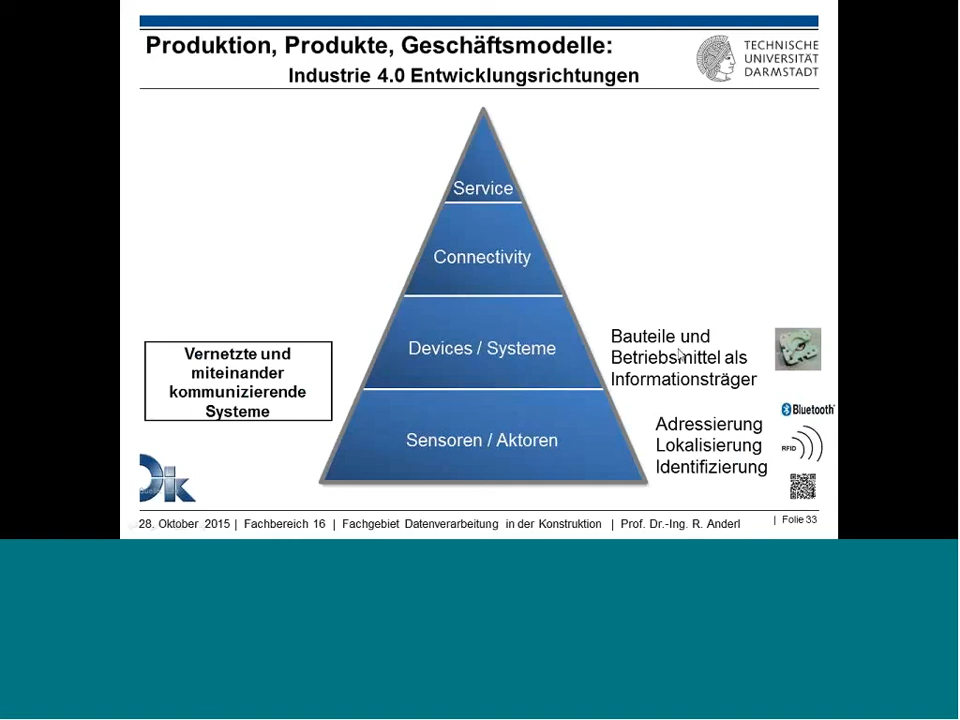 Produktion, Produkte, Geschäftsmodelle:
Industrie 4.0 Entwicklungsrichtungen
TECHNISCHE
UNIVERSITÄT
DARMSTADT
Service
Connectivity
Devices / Systeme
Sensoren / Aktoren
Vernetzte und
miteinander
kommunizierende
Systeme
Bauteile und
Betriebsmittel als
Informationsträger
Bluetooth
Adressierung
Lokalisierung
Identifizierung
RFID
Dik
28. Oktober 2015 | Fachbereich 16 | Fachgebiet Datenverarbeitung in der Konstruktion | Prof. Dr.-Ing. R. Anderl
| Folie 33